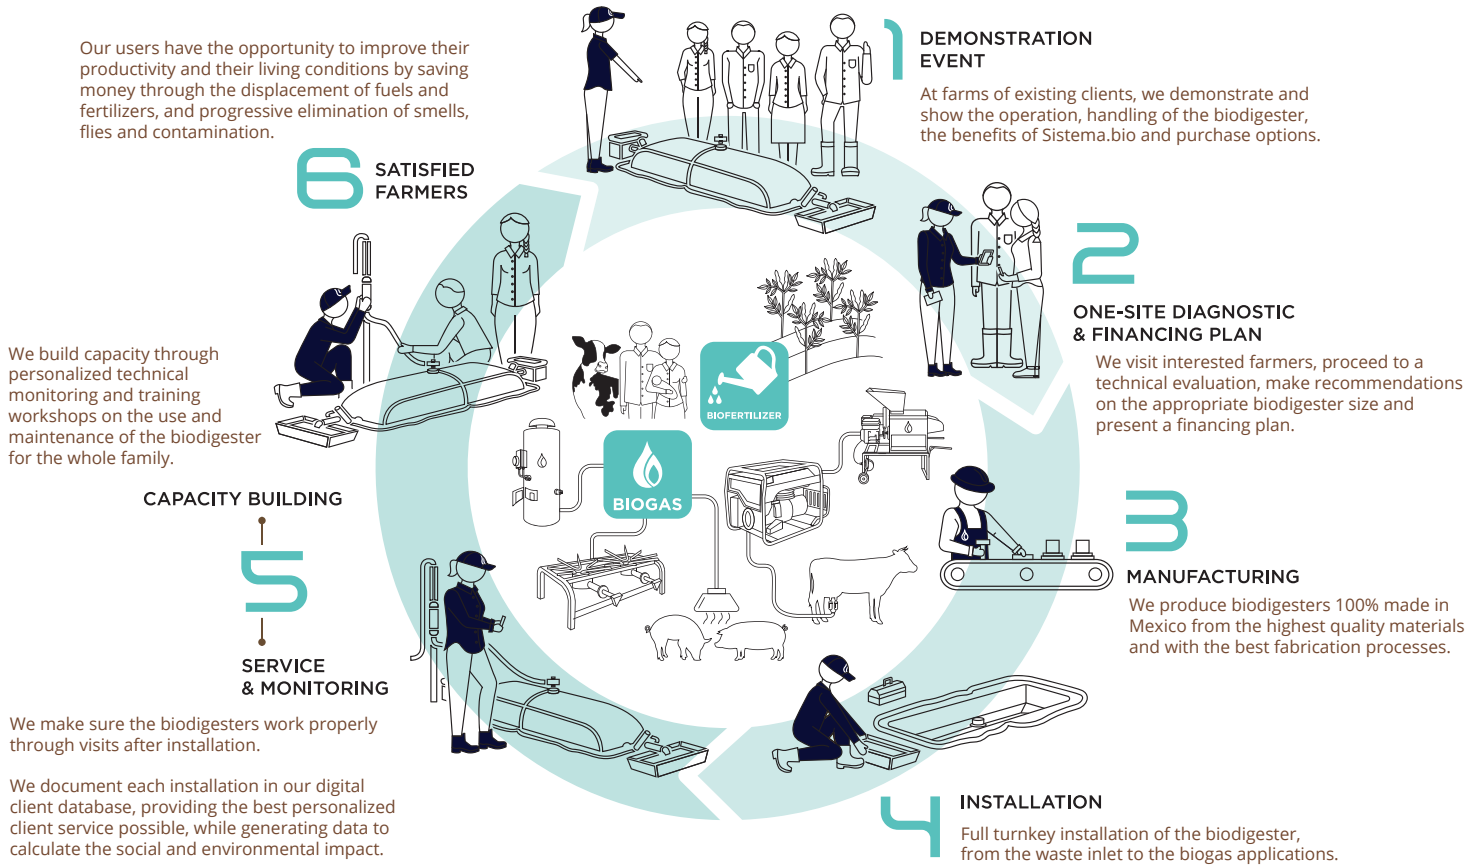 1
DEMONSTRATION
EVENT
At farms of existing clients, we demonstrate and
show the operation, handling of the biodigester,
the benefits of Sistema.bio and purchase options.
2
ONE-SITE DIAGNOSTIC
& FINANCING PLAN
We visit interested farmers, proceed to a
technical evaluation, make recommendations
on the appropriate biodigester size and
present a financing plan.
3
MANUFACTURING
We produce biodigesters 100% made in
Mexico from the highest quality materials
and with the best fabrication processes.
4
INSTALLATION
Full turnkey installation of the biodigester,
from the waste inlet to the biogas applications.
We build capacity through
personalized technical
monitoring and training
workshops on the use and
maintenance of the biodigester
for the whole family.
CAPACITY BUILDING
5
SERVICE
& MONITORING
We make sure the biodigesters work properly
through visits after installation.
We document each installation in our digital
client database, providing the best personalized
client service possible, while generating data to
calculate the social and environmental impact.
Our users have the opportunity to improve their
productivity and their living conditions by saving
money through the displacement of fuels and
fertilizers, and progressive elimination of smells,
flies and contamination.
6
SATISFIED
FARMERS
BIOFERTILIZER
BIOGAS